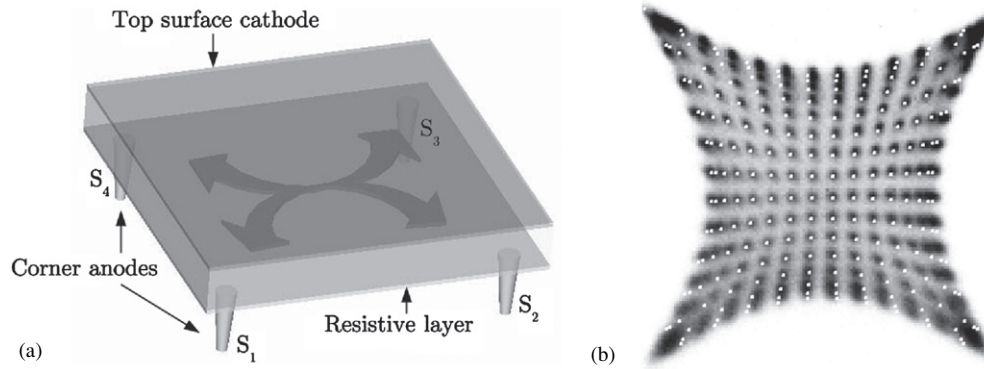 Top surface cathode
S3
S4
Corner anodes
S2
Resistive layer
S1
(a)
(b)